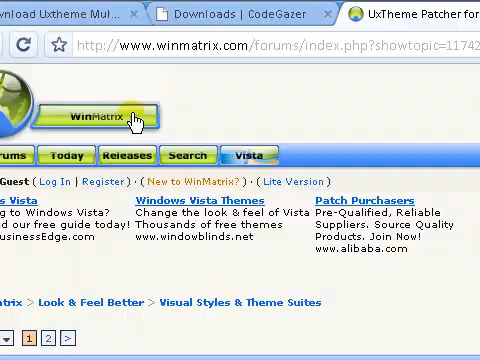 wnload Uxtheme Mul...
Downloads | CodeGazer
UxTheme Patcher for
http://www.winmatrix.com/forums/index.php?showtopic=11742
WinMatrix
rums Today Releases Search Vista
Guest ( Log In | Register ) · ( New to WinMatrix? ) · ( Lite Version )
s Vista
g to Windows Vista?
d our free guide today!
usinessEdge.com
Windows Vista Themes
Change the look & feel of Vista
Thousands of free themes
www.windowblinds.net
Patch Purchasers
Pre-Qualified, Reliable
Suppliers. Source Quality
Products. Join Now!
www.alibaba.com
atrix > Look & Feel Better > Visual Styles & Theme Suites
1 2 >